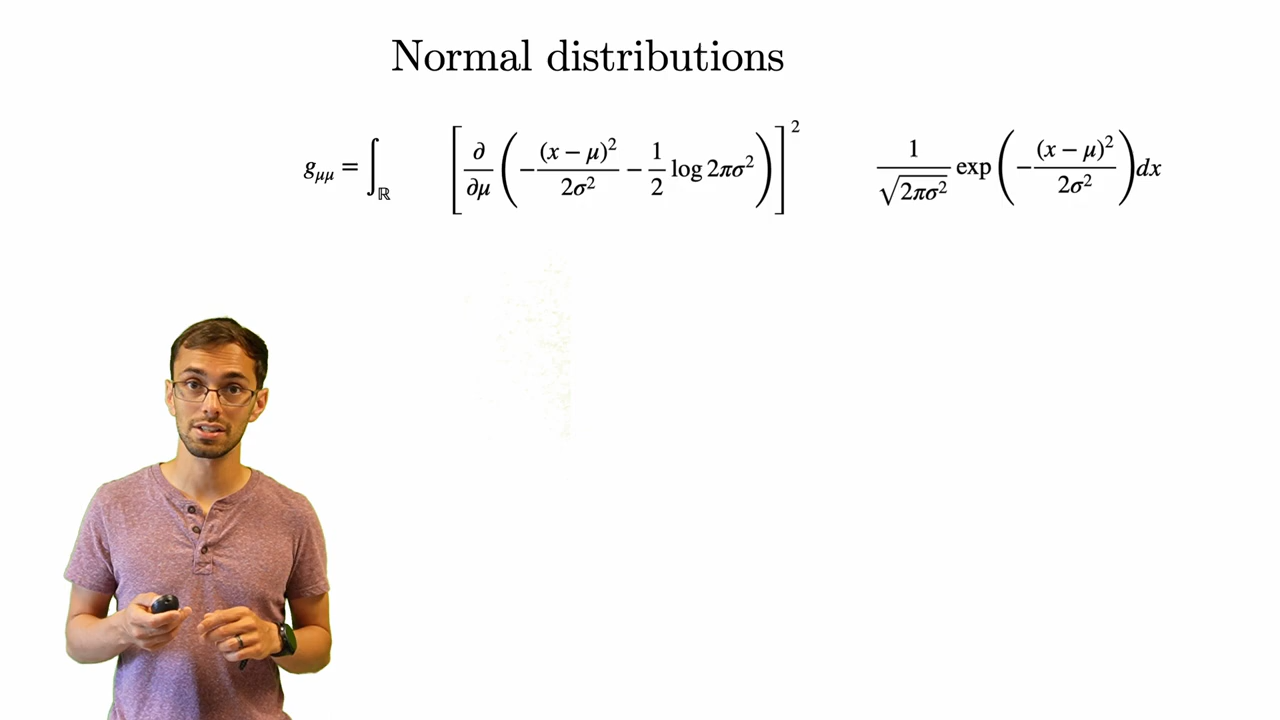 Normal distributions
g_{μμ} = ∫_ℝ [∂/∂μ (−(x − μ)²/2σ² − 1/2 log 2πσ²)]² 1/√(2πσ²) exp(−(x − μ)²/2σ²) dx